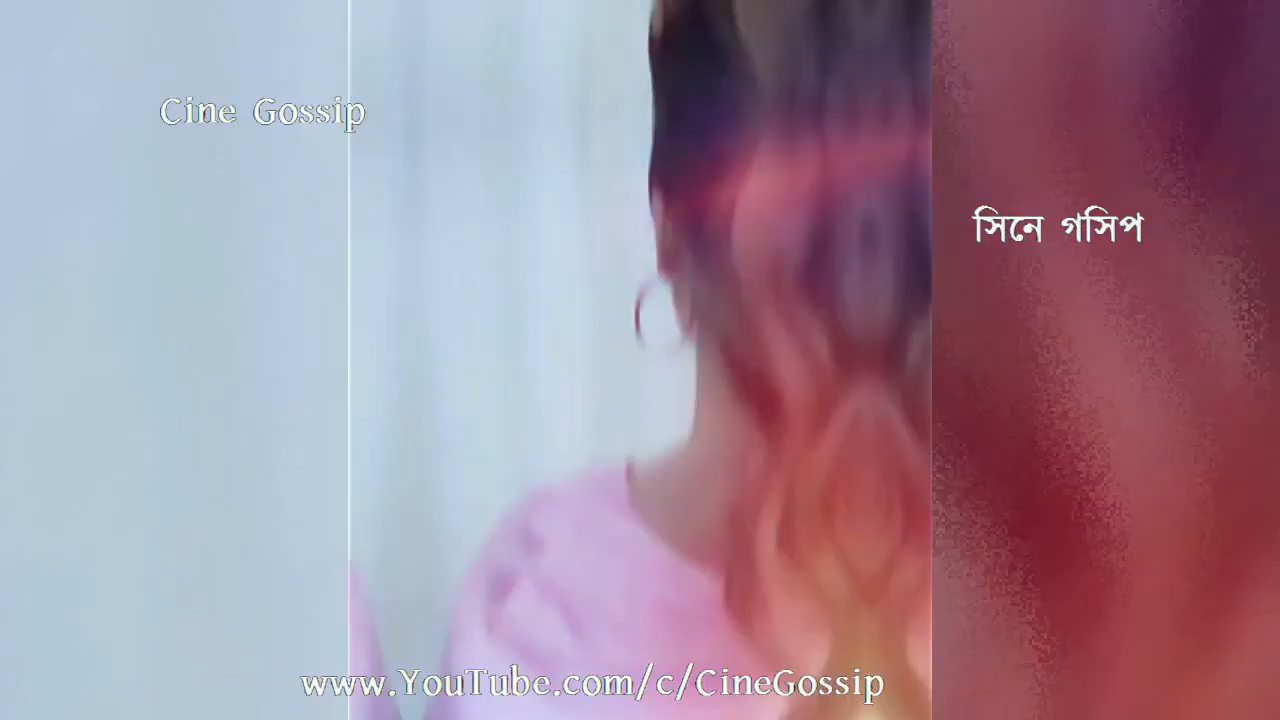 Cine Gossip
সিনে গসিপ
www.YouTube.com/c/CineGossip